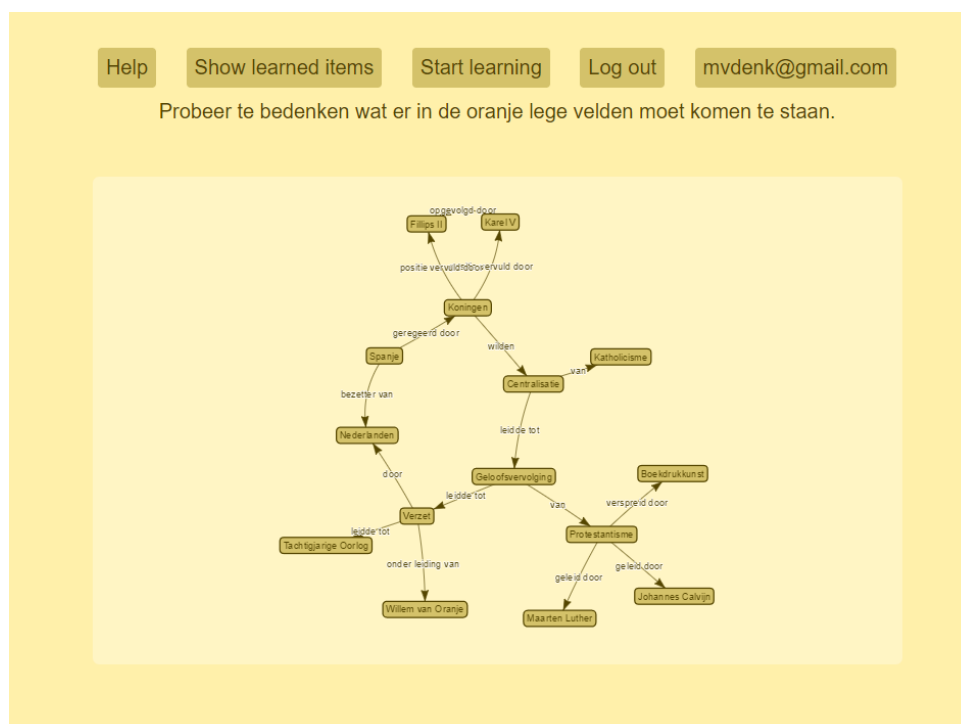 Help
Show learned items
Start learning
Log out
mvdenk@gmail.com
Probeer te bedenken wat er in de oranje lege velden moet komen te staan.
opgevolgd-door
Fillips II
Karel V
positie vervuld door
vervuld door
Koningen
geregeerd door
wilden
Spanje
Katholicisme
van
Centralisatie
bezetter van
leidde tot
Nederlanden
door
Geloofsvervolging
Boekdrukkunst
leidde tot
van
verspreid door
Verzet
leidde tot
Protestantisme
Tachtigjarige Oorlog
onder leiding van
geleid door
geleid door
Johannes Calvijn
Willem van Oranje
Maarten Luther